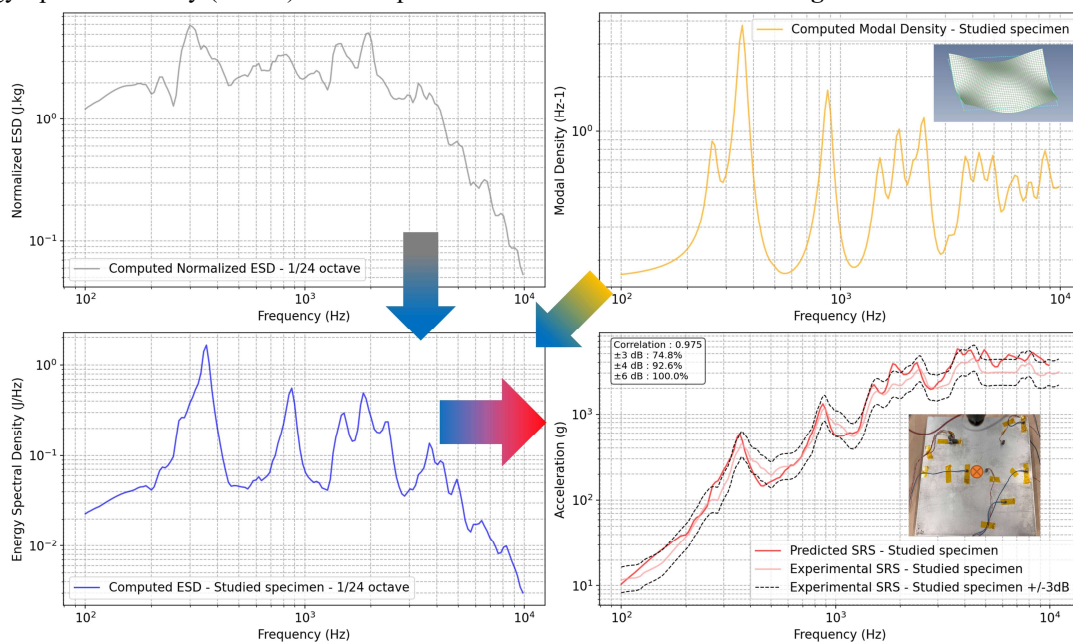 Normalized ESD (J.kg)
10⁰
10⁻¹
Computed Normalized ESD - 1/24 octave
10² 10³ 10⁴
Frequency (Hz)
Modal Density (Hz-1)
10⁰
Computed Modal Density - Studied specimen
10² 10³ 10⁴
Frequency (Hz)
Energy Spectral Density (J/Hz)
10⁰
10⁻¹
10⁻²
Computed ESD - Studied specimen - 1/24 octave
10² 10³ 10⁴
Frequency (Hz)
Acceleration (g)
Correlation : 0.975
±3 dB : 74.8%
±4 dB : 92.6%
±6 dB : 100.0%
10³
10²
10¹
Predicted SRS - Studied specimen
Experimental SRS - Studied specimen
Experimental SRS - Studied specimen +/-3dB
10² 10³ 10⁴
Frequency (Hz)